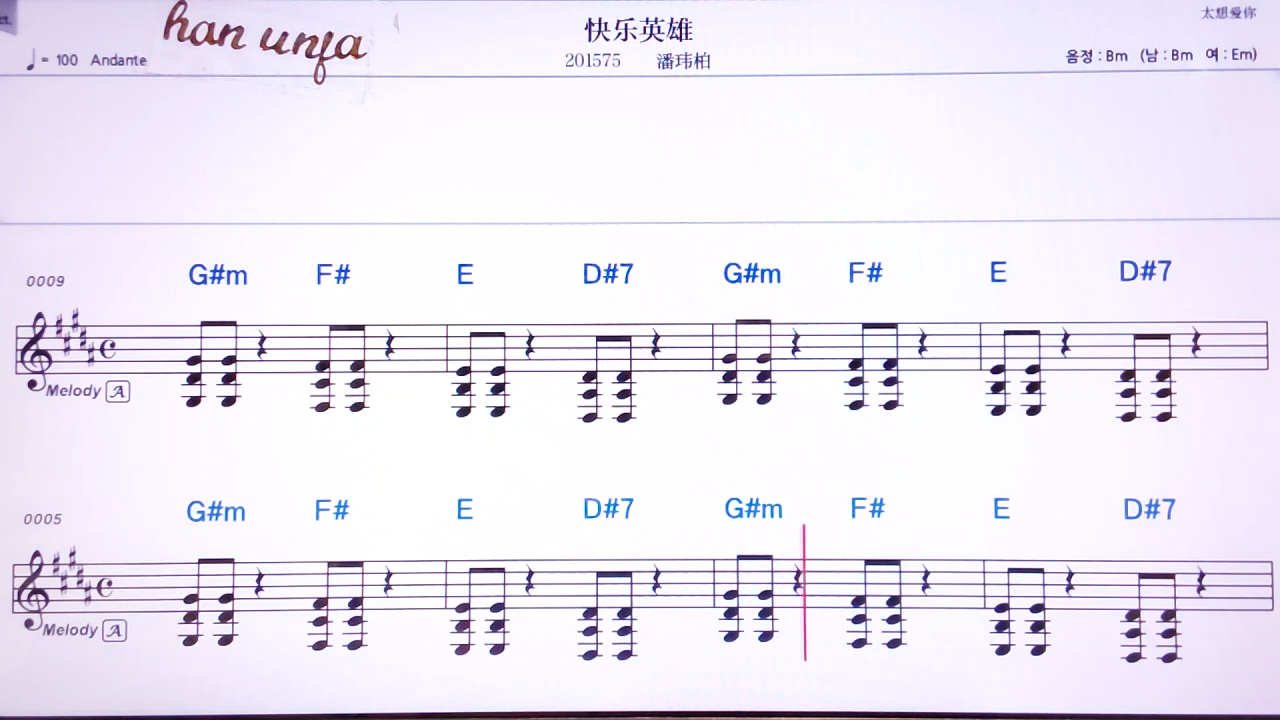 ct.
han unja
快乐英雄
太想爱你
♩= 100 Andante
201575 潘玮柏
음정 : Bm (남 : Bm 여 : Em)
0009
G#m F# E D#7 G#m F# E D#7
Melody A
0005
G#m F# E D#7 G#m F# E D#7
Melody A